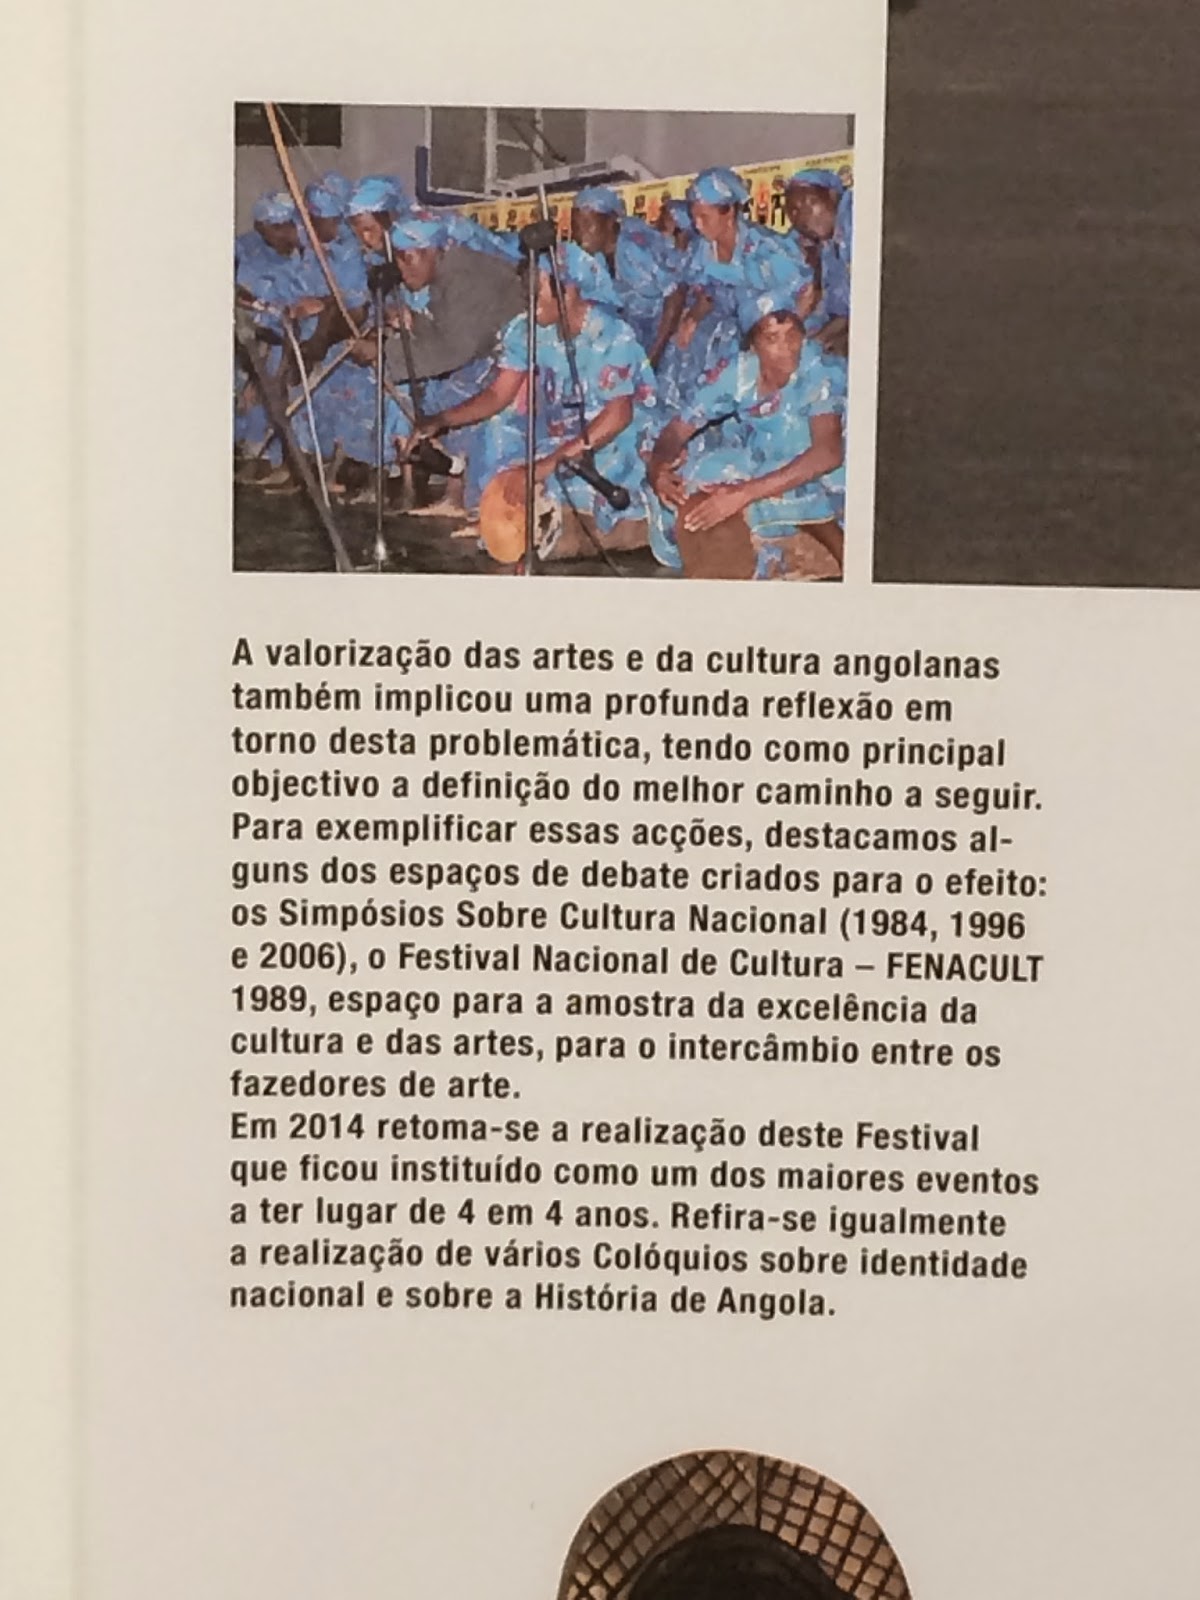 A valorização das artes e da cultura angolanas
também implicou uma profunda reflexão em
torno desta problemática, tendo como principal
objectivo a definição do melhor caminho a seguir.
Para exemplificar essas acções, destacamos al-
guns dos espaços de debate criados para o efeito:
os Simpósios Sobre Cultura Nacional (1984, 1996
e 2006), o Festival Nacional de Cultura – FENACULT
1989, espaço para a amostra da excelência da
cultura e das artes, para o intercâmbio entre os
fazedores de arte.
Em 2014 retoma-se a realização deste Festival
que ficou instituído como um dos maiores eventos
a ter lugar de 4 em 4 anos. Refira-se igualmente
a realização de vários Colóquios sobre identidade
nacional e sobre a História de Angola.